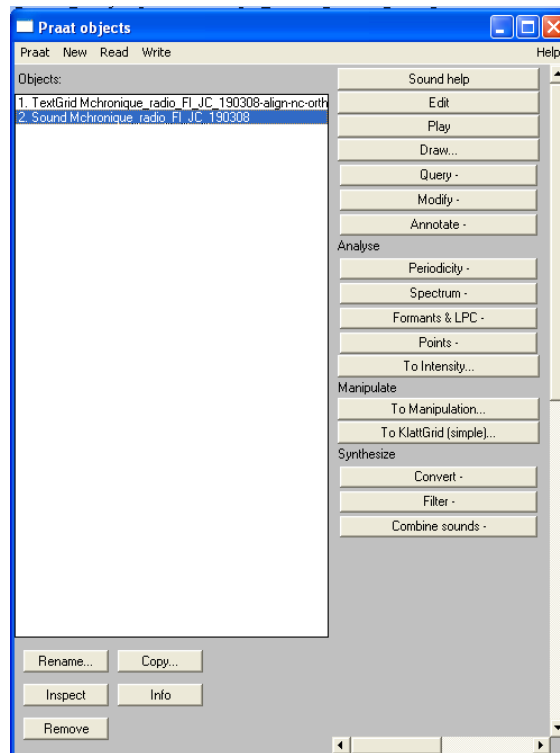 Praat objects
Praat New Read Write Help
Objects:
1. TextGrid Mchronique_radio_FI_JC_190308-align-nc-orth
2. Sound Mchronique_radio_FI_JC_190308
Sound help
Edit
Play
Draw...
Query -
Modify -
Annotate -
Analyse
Periodicity -
Spectrum -
Formants & LPC -
Points -
To Intensity...
Manipulate
To Manipulation...
To KlattGrid (simple)...
Synthesize
Convert -
Filter -
Combine sounds -
Rename... Copy...
Inspect Info
Remove